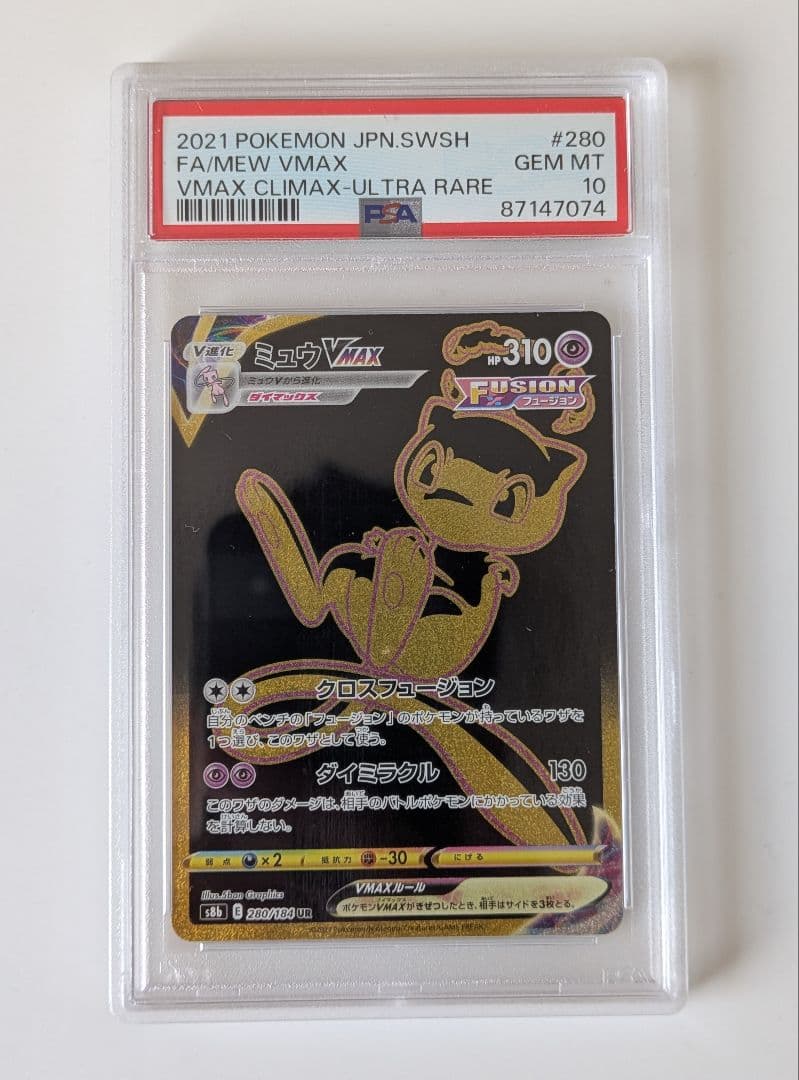 2021 POKEMON JPN.SWSH #280
FA/MEW VMAX GEM MT
VMAX CLIMAX-ULTRA RARE 10
PSA 87147074
V進化 ミュウVMAX HP310
ミュウVから進化
ダイマックス
FUSION
フュージョン
クロスフュージョン
自分のベンチの「フュージョン」のポケモンが持っているワザを
1つ選び、このワザとして使う。
ダイミラクル 130
このワザのダメージは、相手のバトルポケモンにかかっている効果
を計算しない。
弱点 ×2 抵抗力 -30 にげる
VMAXルール
ポケモンVMAXがきぜつしたとき、相手はサイドを3枚とる。
Illus. 5ban Graphics
s8b E 280/184 UR
©2021 Pokémon/Nintendo/Creatures/GAME FREAK